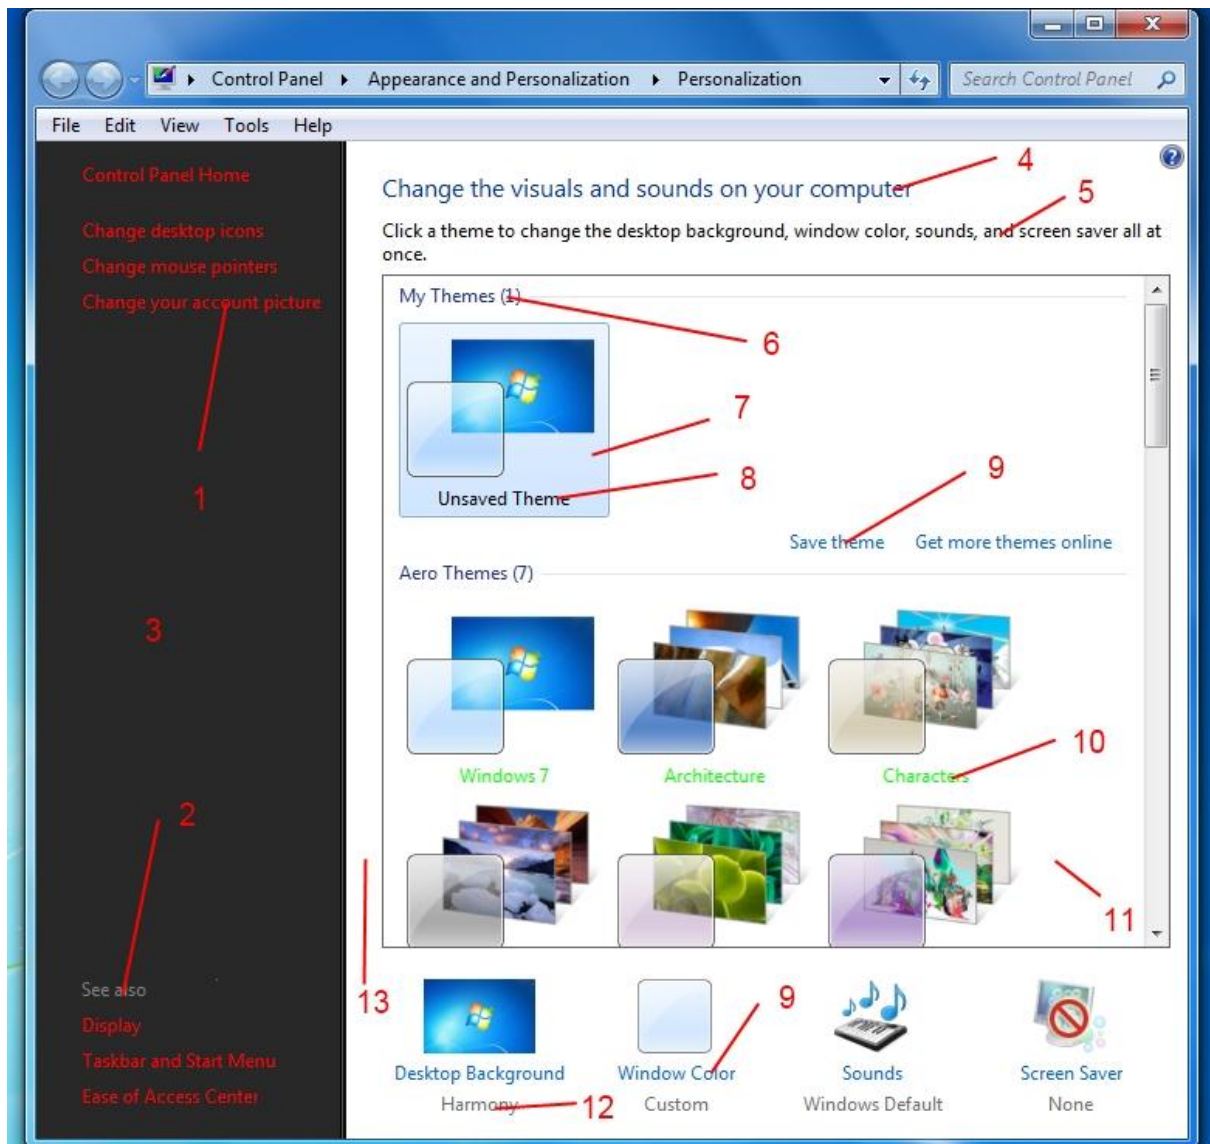 Control Panel Appearance and Personalization Personalization Search Control Panel
File Edit View Tools Help
Control Panel Home
Change desktop icons
Change mouse pointers
Change your account picture
1
3
2
See also
Display
Taskbar and Start Menu
Ease of Access Center
4
Change the visuals and sounds on your computer
5
Click a theme to change the desktop background, window color, sounds, and screen saver all at
once.
My Themes (1)
6
7
8
Unsaved Theme
9
Save theme Get more themes online
Aero Themes (7)
10
Windows 7 Architecture Characters
11
13
9
Desktop Background Window Color Sounds Screen Saver
Harmony 12 Custom Windows Default None